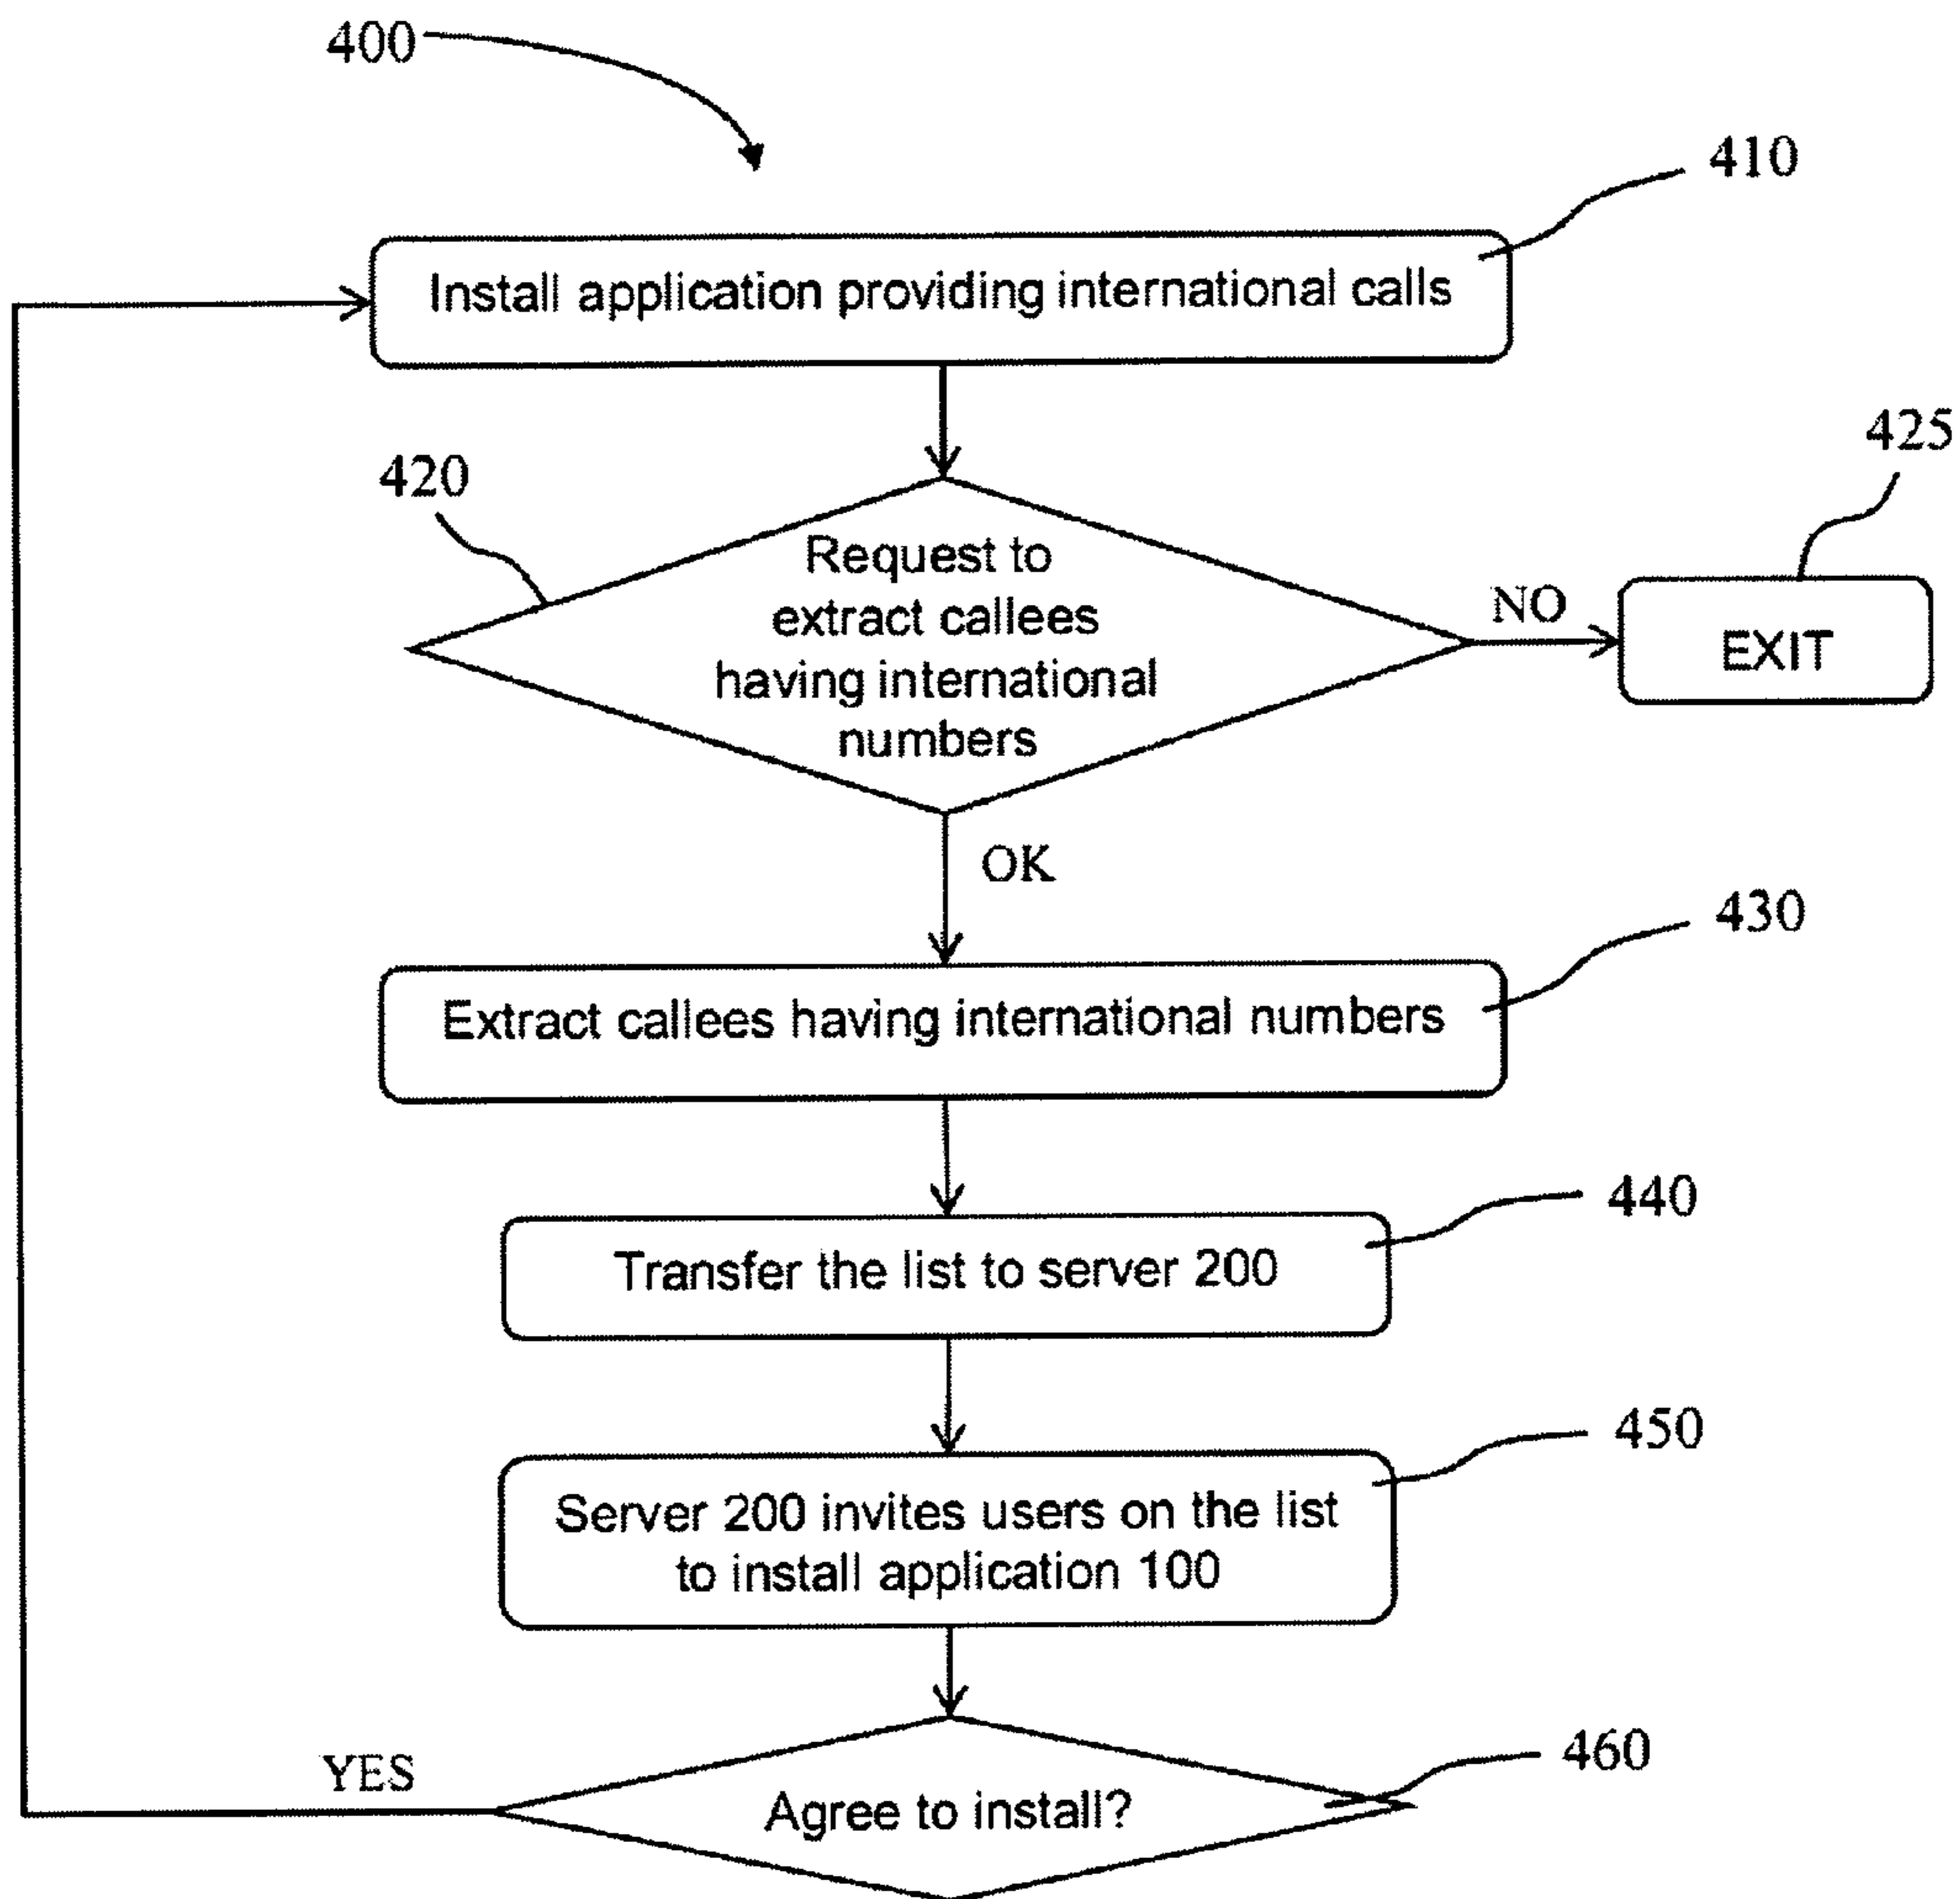 400
410
Install application providing international calls
420
425
Request to
extract callees
having international
numbers
NO
EXIT
OK
430
Extract callees having international numbers
440
Transfer the list to server 200
450
Server 200 invites users on the list
to install application 100
460
YES
Agree to install?